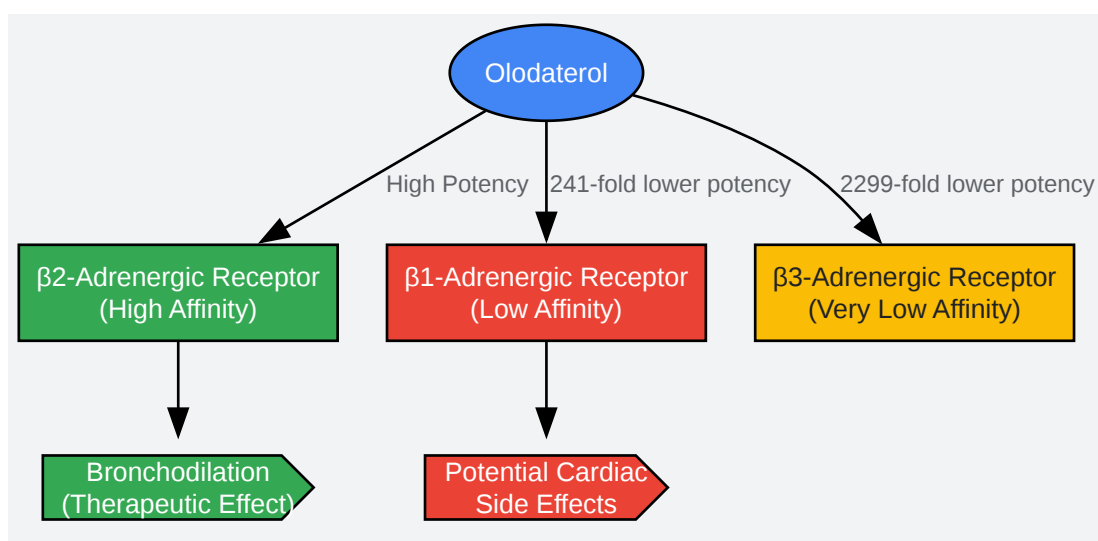 Olodaterol
High Potency
241-fold lower potency
2299-fold lower potency
β2-Adrenergic Receptor
(High Affinity)
β1-Adrenergic Receptor
(Low Affinity)
β3-Adrenergic Receptor
(Very Low Affinity)
Bronchodilation
(Therapeutic Effect)
Potential Cardiac
Side Effects